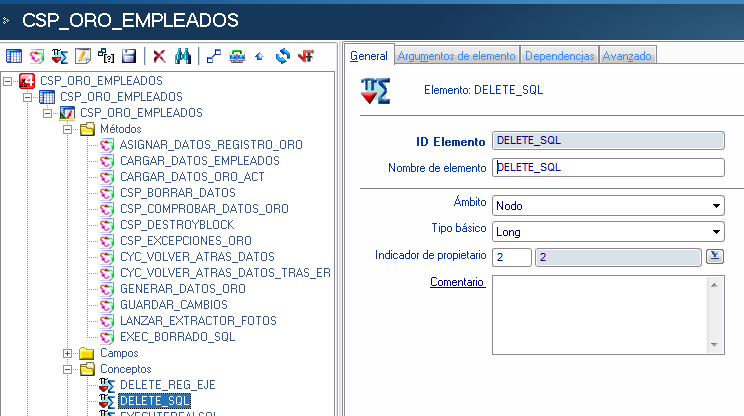 CSP_ORO_EMPLEADOS
CSP_ORO_EMPLEADOS
CSP_ORO_EMPLEADOS
CSP_ORO_EMPLEADOS
Métodos
ASIGNAR_DATOS_REGISTRO_ORO
CARGAR_DATOS_EMPLEADOS
CARGAR_DATOS_ORO_ACT
CSP_BORRAR_DATOS
CSP_COMPROBAR_DATOS_ORO
CSP_DESTROYBLOCK
CSP_EXCEPCIONES_ORO
CYC_VOLVER_ATRAS_DATOS
CYC_VOLVER_ATRAS_DATOS_TRAS_ER
GENERAR_DATOS_ORO
GUARDAR_CAMBIOS
LANZAR_EXTRACTOR_FOTOS
EXEC_BORRADO_SQL
Campos
Conceptos
DELETE_REG_EJE
DELETE_SQL
EXECUTEREALSQL
General Argumentos de elemento Dependencias Avanzado
Elemento: DELETE_SQL
ID Elemento DELETE_SQL
Nombre de elemento DELETE_SQL
Ámbito Nodo
Tipo básico Long
Indicador de propietario 2 2
Comentario